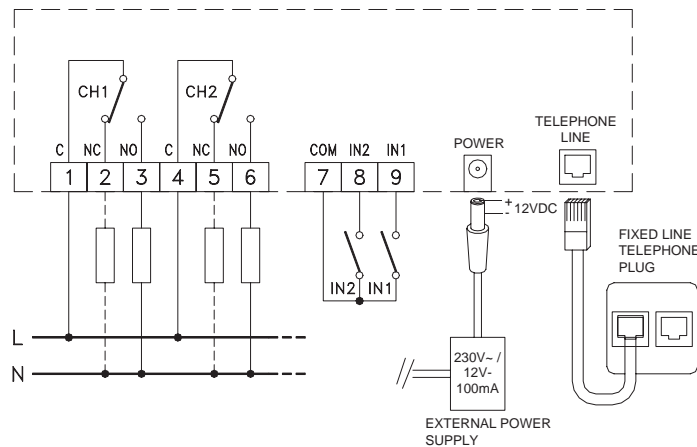 CH1
CH2
C NC NO C NC NO COM IN2 IN1
POWER
TELEPHONE
LINE
1 2 3 4 5 6 7 8 9
+
-
12VDC
FIXED LINE
TELEPHONE
PLUG
IN2 IN1
L
N
230V~ /
12V-
100mA
EXTERNAL POWER
SUPPLY